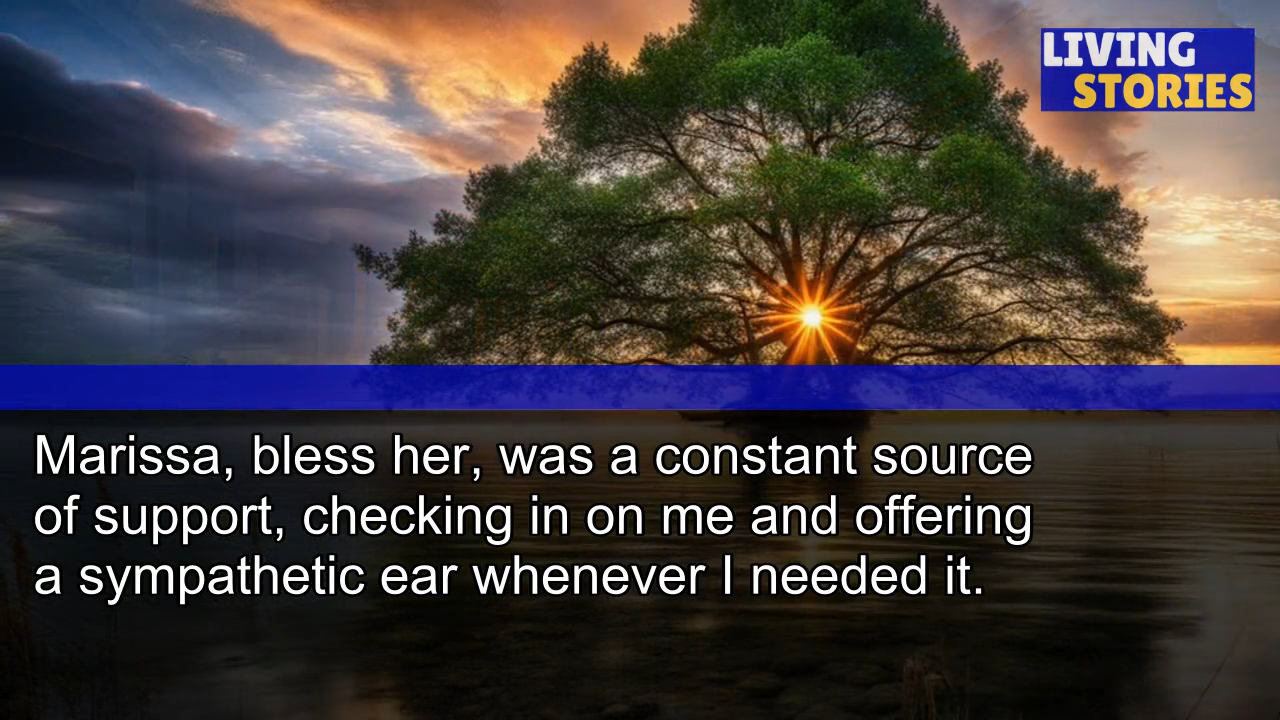 LIVING
STORIES
Marissa, bless her, was a constant source
of support, checking in on me and offering
a sympathetic ear whenever I needed it.